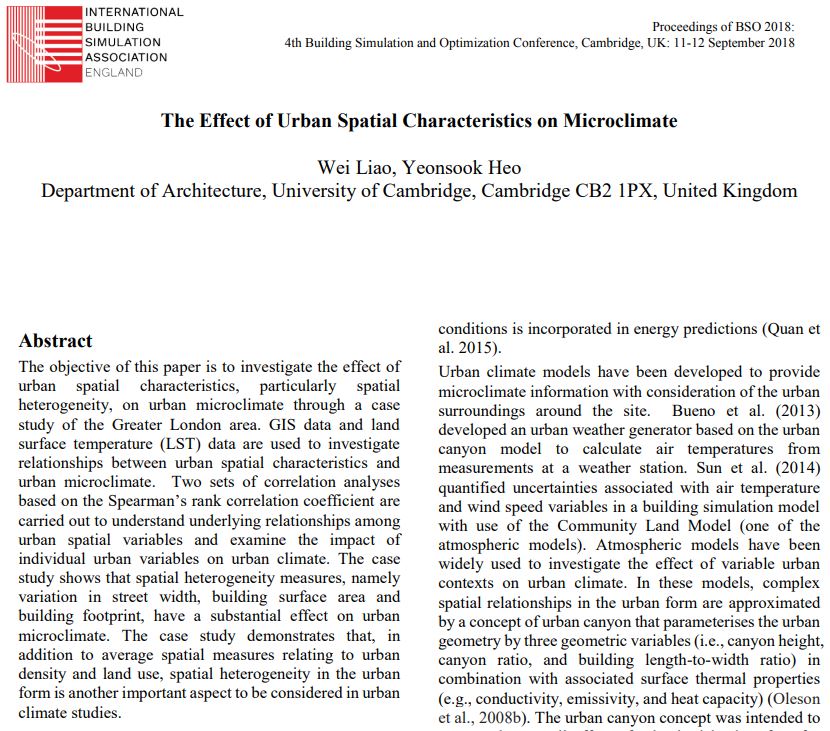 INTERNATIONAL
BUILDING
SIMULATION
ASSOCIATION
ENGLAND
Proceedings of BSO 2018:
4th Building Simulation and Optimization Conference, Cambridge, UK: 11-12 September 2018
The Effect of Urban Spatial Characteristics on Microclimate
Wei Liao, Yeonsook Heo
Department of Architecture, University of Cambridge, Cambridge CB2 1PX, United Kingdom
Abstract
The objective of this paper is to investigate the effect of
urban spatial characteristics, particularly spatial
heterogeneity, on urban microclimate through a case
study of the Greater London area. GIS data and land
surface temperature (LST) data are used to investigate
relationships between urban spatial characteristics and
urban microclimate. Two sets of correlation analyses
based on the Spearman's rank correlation coefficient are
carried out to understand underlying relationships among
urban spatial variables and examine the impact of
individual urban variables on urban climate. The case
study shows that spatial heterogeneity measures, namely
variation in street width, building surface area and
building footprint, have a substantial effect on urban
microclimate. The case study demonstrates that, in
addition to average spatial measures relating to urban
density and land use, spatial heterogeneity in the urban
form is another important aspect to be considered in urban
climate studies.
conditions is incorporated in energy predictions (Quan et
al. 2015).
Urban climate models have been developed to provide
microclimate information with consideration of the urban
surroundings around the site. Bueno et al. (2013)
developed an urban weather generator based on the urban
canyon model to calculate air temperatures from
measurements at a weather station. Sun et al. (2014)
quantified uncertainties associated with air temperature
and wind speed variables in a building simulation model
with use of the Community Land Model (one of the
atmospheric models). Atmospheric models have been
widely used to investigate the effect of variable urban
contexts on urban climate. In these models, complex
spatial relationships in the urban form are approximated
by a concept of urban canyon that parameterises the urban
geometry by three geometric variables (i.e., canyon height,
canyon ratio, and building length-to-width ratio) in
combination with associated surface thermal properties
(e.g., conductivity, emissivity, and heat capacity) (Oleson
et al., 2008b). The urban canyon concept was intended to